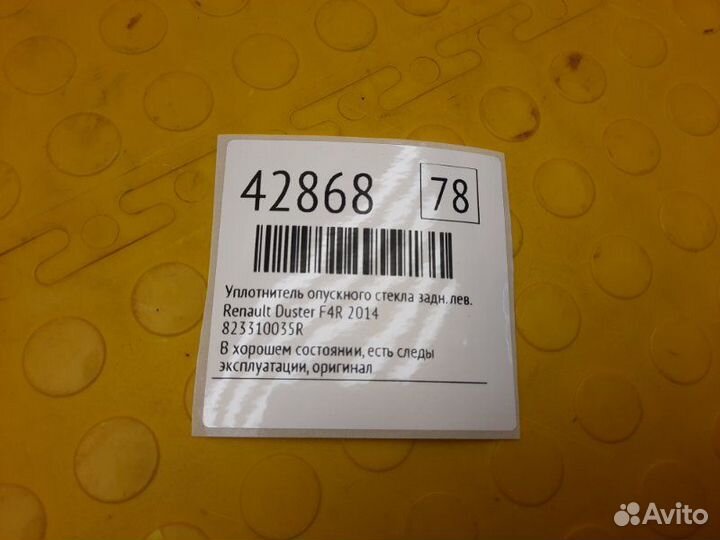 42868 78
Уплотнитель опускного стекла задн. лев.
Renault Duster F4R 2014
823310035R
В хорошем состоянии, есть следы
эксплуатации, оригинал
Avito